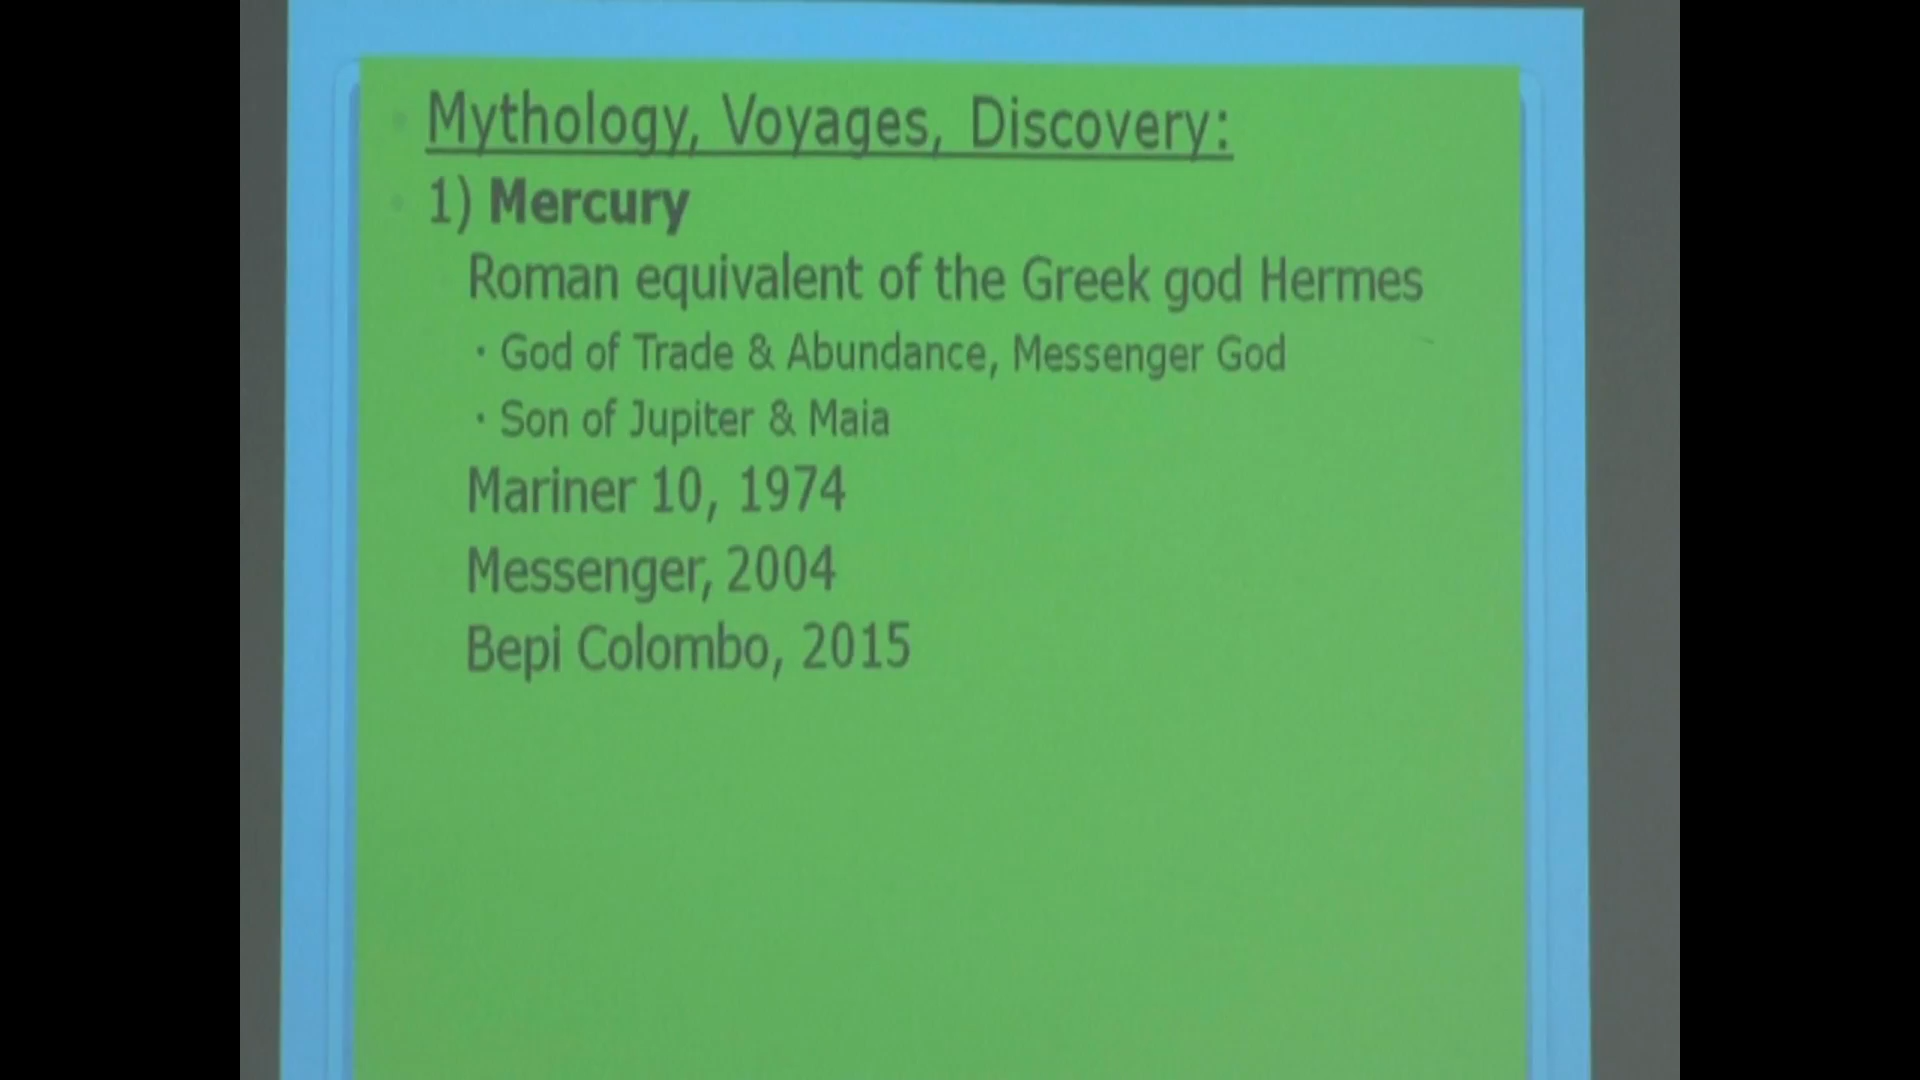 Mythology, Voyages, Discovery:
1) Mercury
Roman equivalent of the Greek god Hermes
· God of Trade & Abundance, Messenger God
· Son of Jupiter & Maia
Mariner 10, 1974
Messenger, 2004
Bepi Colombo, 2015